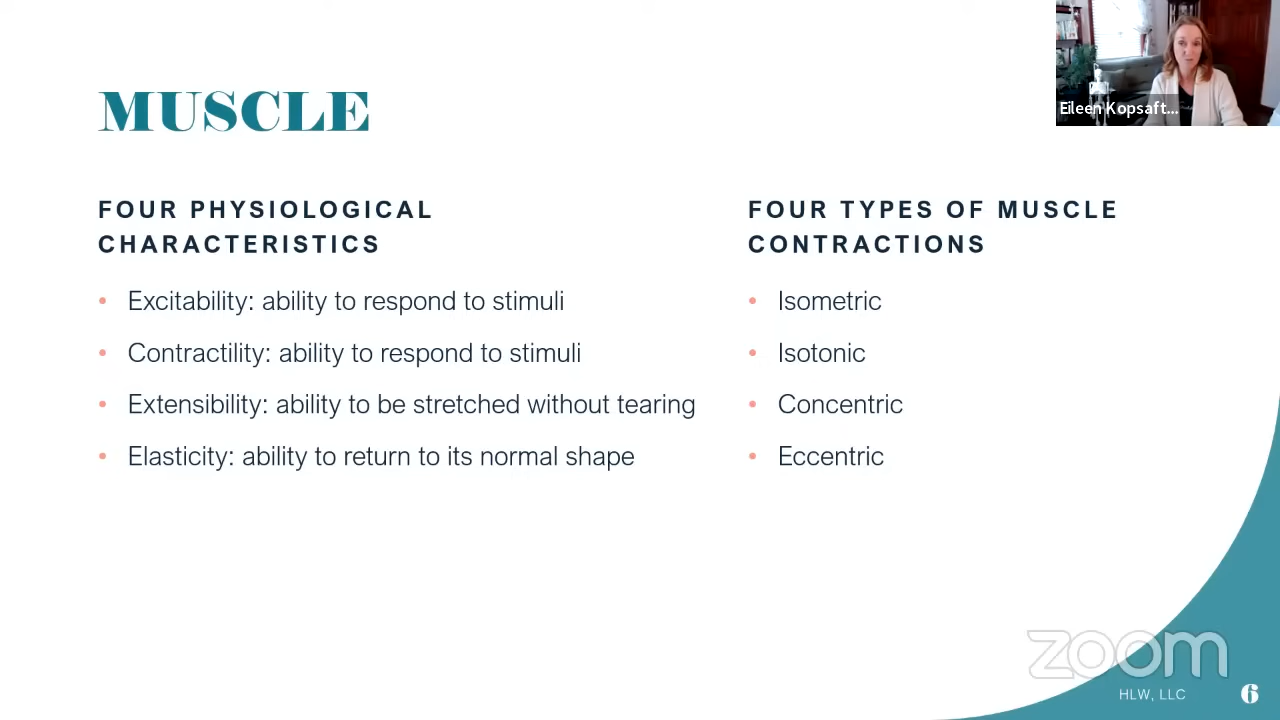 Eileen Kopsaft...
MUSCLE
FOUR PHYSIOLOGICAL
CHARACTERISTICS
• Excitability: ability to respond to stimuli
• Contractility: ability to respond to stimuli
• Extensibility: ability to be stretched without tearing
• Elasticity: ability to return to its normal shape
FOUR TYPES OF MUSCLE
CONTRACTIONS
• Isometric
• Isotonic
• Concentric
• Eccentric
zoom
HLW, LLC
6